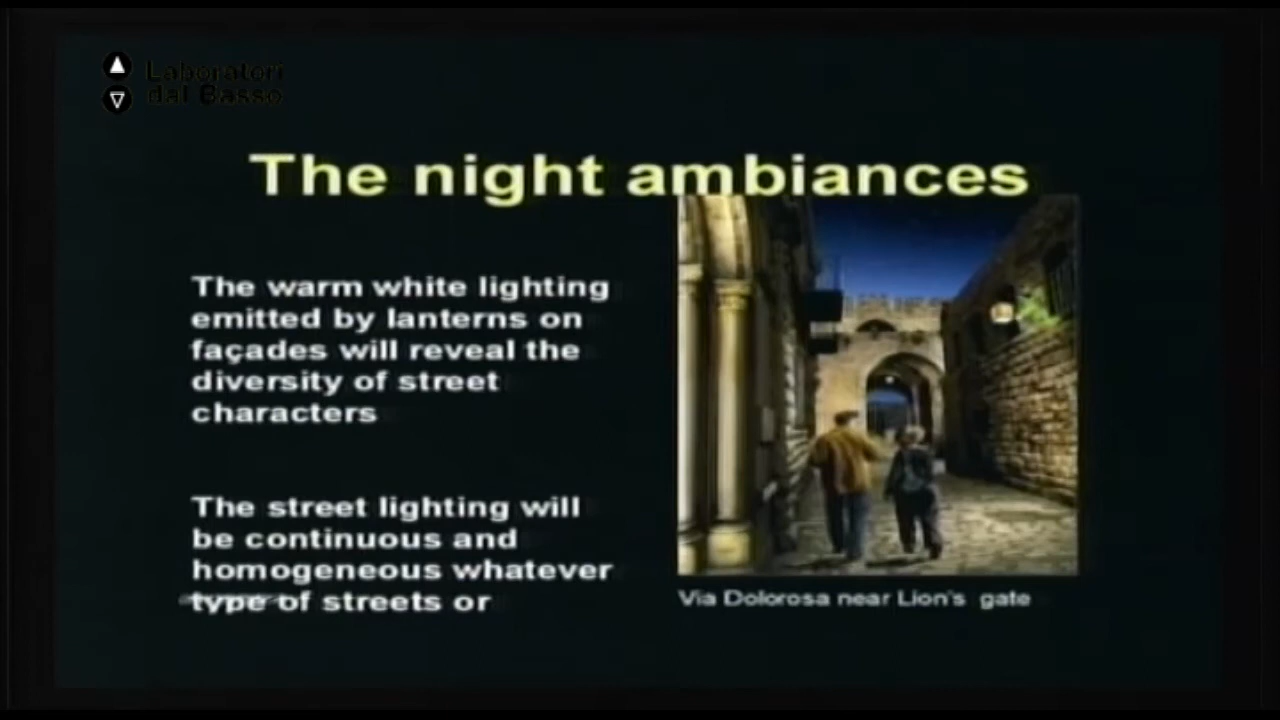 Laboratori
dal Basso
The night ambiances
The warm white lighting
emitted by lanterns on
façades will reveal the
diversity of street
characters
The street lighting will
be continuous and
homogeneous whatever
type of streets or
Via Dolorosa near Lion's gate